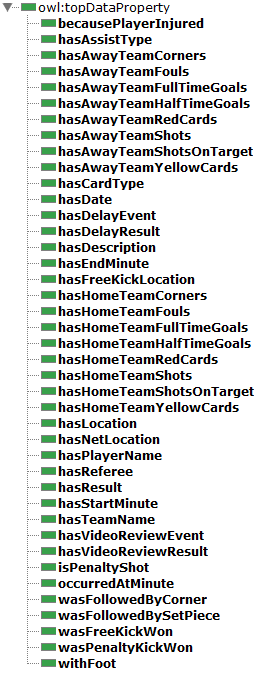 owl:topDataProperty
becausePlayerInjured
hasAssistType
hasAwayTeamCorners
hasAwayTeamFouls
hasAwayTeamFullTimeGoals
hasAwayTeamHalfTimeGoals
hasAwayTeamRedCards
hasAwayTeamShots
hasAwayTeamShotsOnTarget
hasAwayTeamYellowCards
hasCardType
hasDate
hasDelayEvent
hasDelayResult
hasDescription
hasEndMinute
hasFreeKickLocation
hasHomeTeamCorners
hasHomeTeamFouls
hasHomeTeamFullTimeGoals
hasHomeTeamHalfTimeGoals
hasHomeTeamRedCards
hasHomeTeamShots
hasHomeTeamShotsOnTarget
hasHomeTeamYellowCards
hasLocation
hasNetLocation
hasPlayerName
hasReferee
hasResult
hasStartMinute
hasTeamName
hasVideoReviewEvent
hasVideoReviewResult
isPenaltyShot
occurredAtMinute
wasFollowedByCorner
wasFollowedBySetPiece
wasFreeKickWon
wasPenaltyKickWon
withFoot